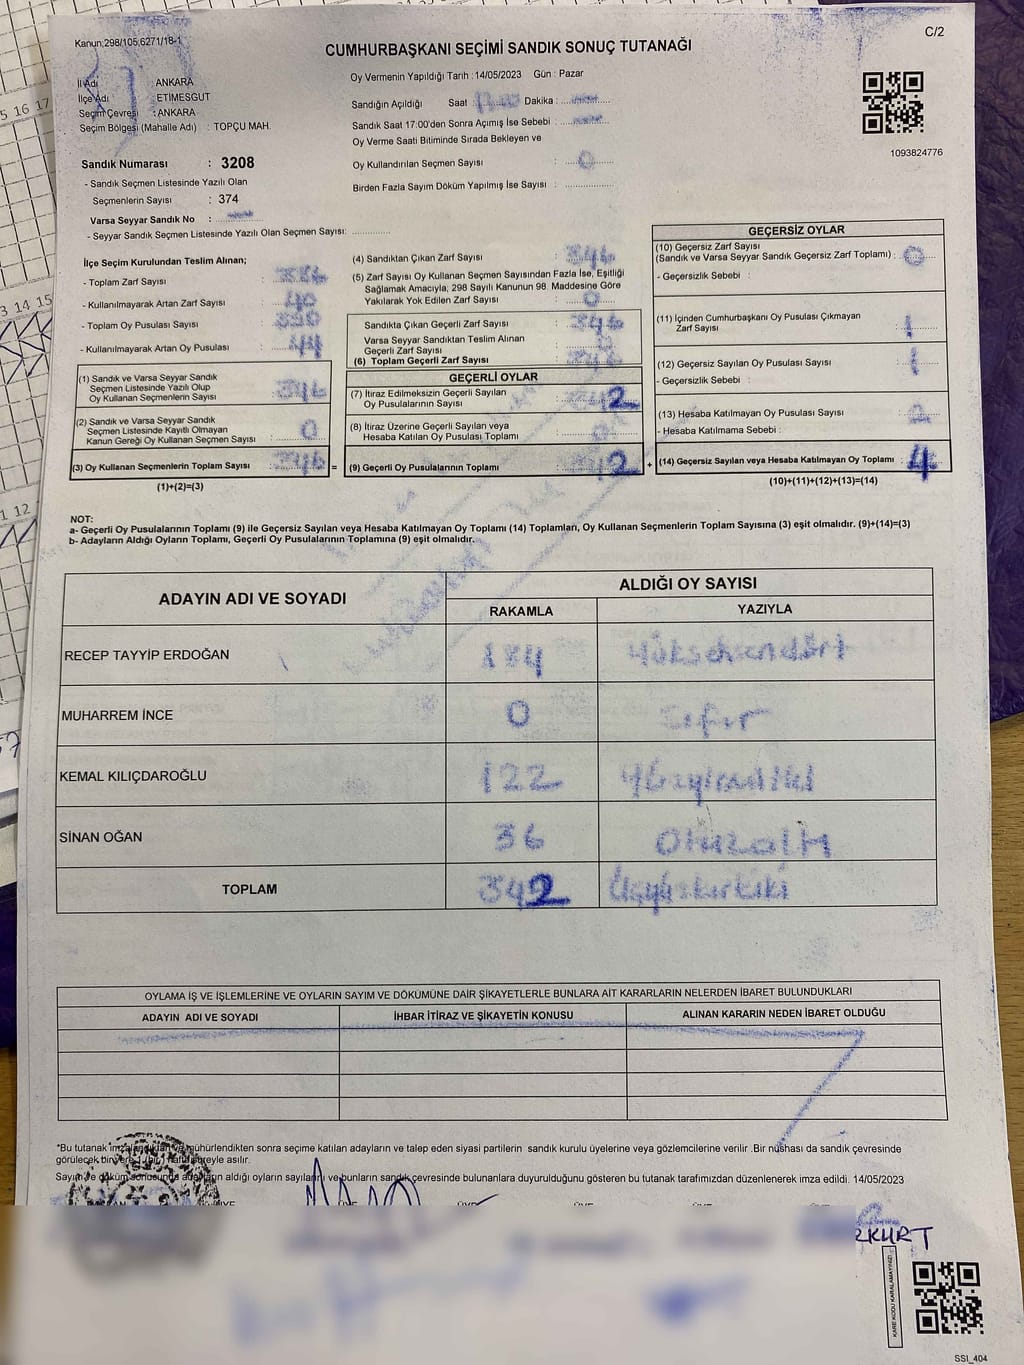 Kanun:298/105,6271/18-1
C/2
CUMHURBAŞKANI SEÇİMİ SANDIK SONUÇ TUTANAĞI
Oy Vermenin Yapıldığı Tarih : 14/05/2023 Gün : Pazar
İl Adı : ANKARA
İlçe Adı : ETİMESGUT
Seçim Çevresi : ANKARA
Seçim Bölgesi (Mahalle Adı) : TOPÇU MAH.
Sandığın Açıldığı Saat : Dakika :
Sandık Saat 17:00'den Sonra Açımış İse Sebebi :
Oy Verme Saati Bitiminde Sırada Bekleyen ve
Oy Kullandırılan Seçmen Sayısı : 0
Birden Fazla Sayım Döküm Yapılmış İse Sayısı :
1093824776
Sandık Numarası : 3208
- Sandık Seçmen Listesinde Yazılı Olan
Seçmenlerin Sayısı : 374
Varsa Seyyar Sandık No :
- Seyyar Sandık Seçmen Listesinde Yazılı Olan Seçmen Sayısı:
İlçe Seçim Kurulundan Teslim Alınan;
- Toplam Zarf Sayısı : 386
- Kullanılmayarak Artan Zarf Sayısı : 40
- Toplam Oy Pusulası Sayısı : 390
- Kullanılmayarak Artan Oy Pusulası : 44
(1) Sandık ve Varsa Seyyar Sandık
Seçmen Listesinde Yazılı Olup
Oy Kullanan Seçmenlerin Sayısı : 346
(2) Sandık ve Varsa Seyyar Sandık
Seçmen Listesinde Kayıtlı Olmayan
Kanun Gereği Oy Kullanan Seçmen Sayısı : 0
(3) Oy Kullanan Seçmenlerin Toplam Sayısı : 346 =
(1)+(2)=(3)
(4) Sandıktan Çıkan Zarf Sayısı : 346
(5) Zarf Sayısı Oy Kullanan Seçmen Sayısından Fazla İse, Eşitliği
Sağlamak Amacıyla, 298 Sayılı Kanunun 98. Maddesine Göre
Yakılarak Yok Edilen Zarf Sayısı : 0
Sandıkta Çıkan Geçerli Zarf Sayısı : 346
Varsa Seyyar Sandıktan Teslim Alınan
Geçerli Zarf Sayısı :
(6) Toplam Geçerli Zarf Sayısı : 346
GEÇERLİ OYLAR
(7) İtiraz Edilmeksizin Geçerli Sayılan
Oy Pusulalarının Sayısı : 342
(8) İtiraz Üzerine Geçerli Sayılan veya
Hesaba Katılan Oy Pusulası Toplamı :
(9) Geçerli Oy Pusulalarının Toplamı : 342 +
GEÇERSİZ OYLAR
(10) Geçersiz Zarf Sayısı
(Sandık ve Varsa Seyyar Sandık Geçersiz Zarf Toplamı) : 0
- Geçersizlik Sebebi :
(11) İçinden Cumhurbaşkanı Oy Pusulası Çıkmayan
Zarf Sayısı : 1
(12) Geçersiz Sayılan Oy Pusulası Sayısı : 1
- Geçersizlik Sebebi :
(13) Hesaba Katılmayan Oy Pusulası Sayısı : 2
- Hesaba Katılmama Sebebi :
(14) Geçersiz Sayılan veya Hesaba Katılmayan Oy Toplamı : 4
(10)+(11)+(12)+(13)=(14)
NOT:
a- Geçerli Oy Pusulalarının Toplamı (9) ile Geçersiz Sayılan veya Hesaba Katılmayan Oy Toplamı (14) Toplamları, Oy Kullanan Seçmenlerin Toplam Sayısına (3) eşit olmalıdır. (9)+(14)=(3)
b- Adayların Aldığı Oyların Toplamı, Geçerli Oy Pusulalarının Toplamına (9) eşit olmalıdır.
ADAYIN ADI VE SOYADI ALDIĞI OY SAYISI
RAKAMLA YAZIYLA
RECEP TAYYİP ERDOĞAN 184 Yükseksendört
MUHARREM İNCE 0 Sıfır
KEMAL KILIÇDAROĞLU 122 Yüzyirmiiki
SİNAN OĞAN 36 Otuzaltı
TOPLAM 342 Üçyüzkırkiki
OYLAMA İŞ VE İŞLEMLERİNE VE OYLARIN SAYIM VE DÖKÜMÜNE DAİR ŞİKAYETLERLE BUNLARA AİT KARARLARIN NELERDEN İBARET BULUNDUKLARI
ADAYIN ADI VE SOYADI İHBAR İTİRAZ VE ŞİKAYETİN KONUSU ALINAN KARARIN NEDEN İBARET OLDUĞU
*Bu tutanak imzalandıktan ve mühürlendikten sonra seçime katılan adayların ve talep eden siyasi partilerin sandık kurulu üyelerine veya gözlemcilerine verilir .Bir nüshası da sandık çevresinde
görülecek bir yere 1 (bir) hafta süreyle asılır.
Sayım ve döküm sonucunda adayların aldığı oyların sayılarını ve bunların sandık çevresinde bulunanlara duyurulduğunu gösteren bu tutanak tarafımızdan düzenlenerek imza edildi. 14/05/2023
KARE KODU KARALAMAYINIZ!
SSI_404